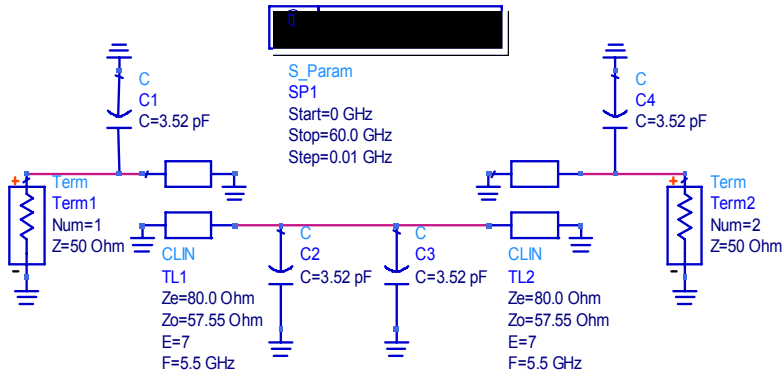 S_Param
SP1
Start=0 GHz
Stop=60.0 GHz
Step=0.01 GHz
C
C1
C=3.52 pF
C
C4
C=3.52 pF
+
Term
Term1
Num=1
Z=50 Ohm
-
+
Term
Term2
Num=2
Z=50 Ohm
-
CLIN
TL1
Ze=80.0 Ohm
Zo=57.55 Ohm
E=7
F=5.5 GHz
C
C2
C=3.52 pF
C
C3
C=3.52 pF
CLIN
TL2
Ze=80.0 Ohm
Zo=57.55 Ohm
E=7
F=5.5 GHz